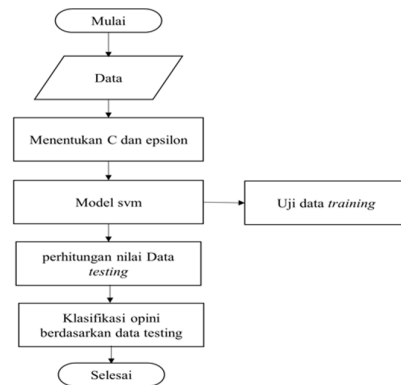 Mulai
Data
Menentukan C dan epsilon
Model svm
Uji data training
perhitungan nilai Data
testing
Klasifikasi opini
berdasarkan data testing
Selesai